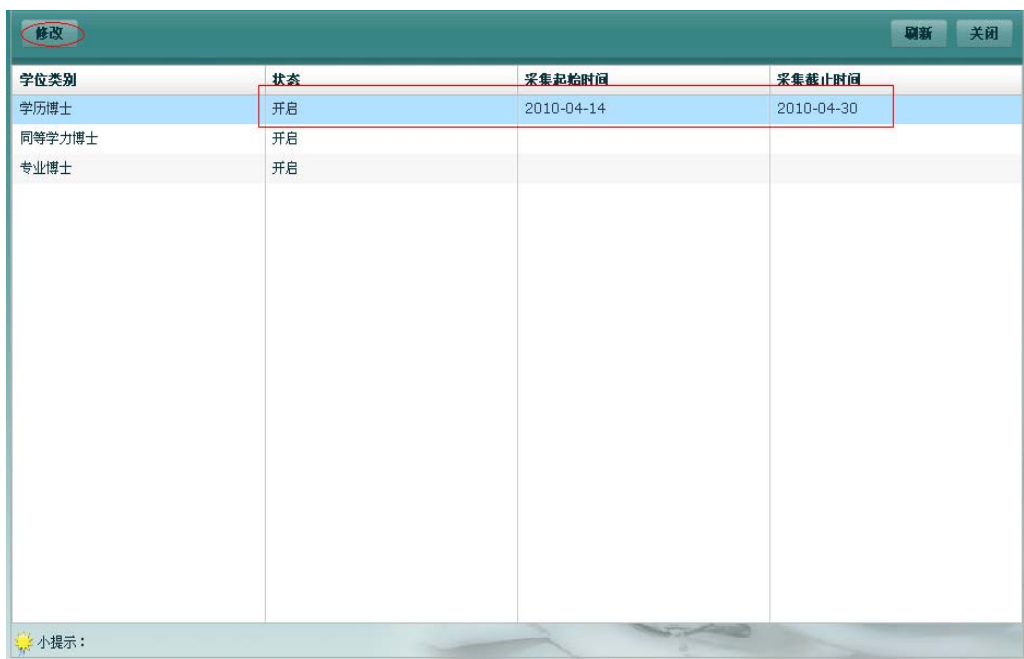 修改 刷新 关闭
学位类别 状态 采集起始时间 采集截止时间
学历博士 开启 2010-04-14 2010-04-30
同等学力博士 开启
专业博士 开启
小提示：